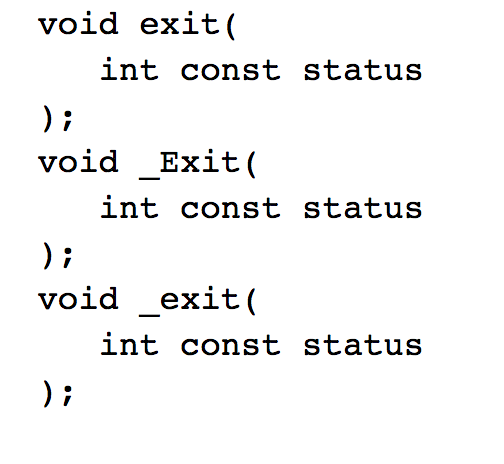 void exit(
   int const status
);
void _Exit(
   int const status
);
void _exit(
   int const status
);